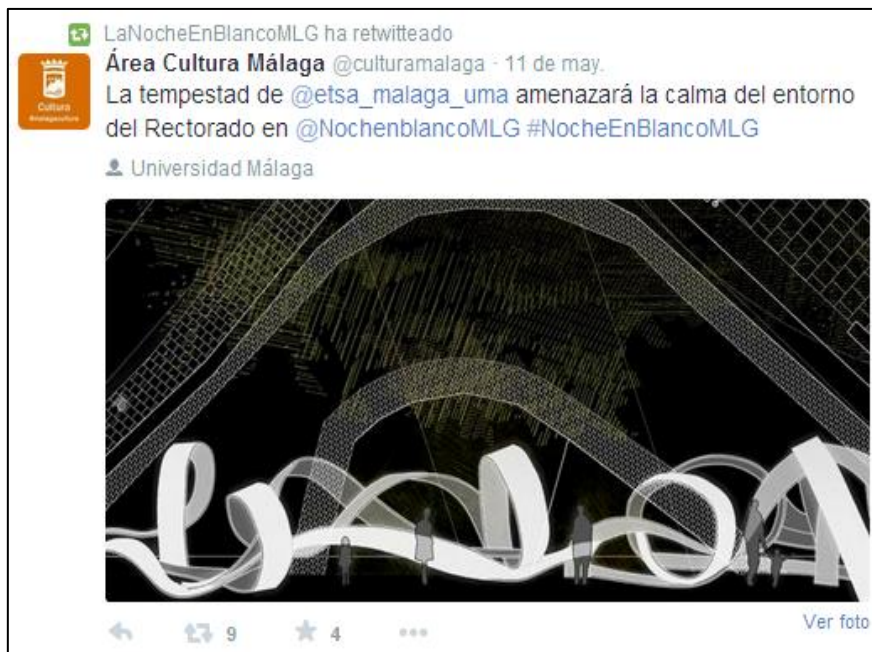 LaNocheEnBlancoMLG ha retwitteado
Área Cultura Málaga @culturamalaga · 11 de may.
La tempestad de @etsa_malaga_uma amenazará la calma del entorno
del Rectorado en @NochenblancoMLG #NocheEnBlancoMLG
Cultura
Universidad Málaga
9 4
Ver foto